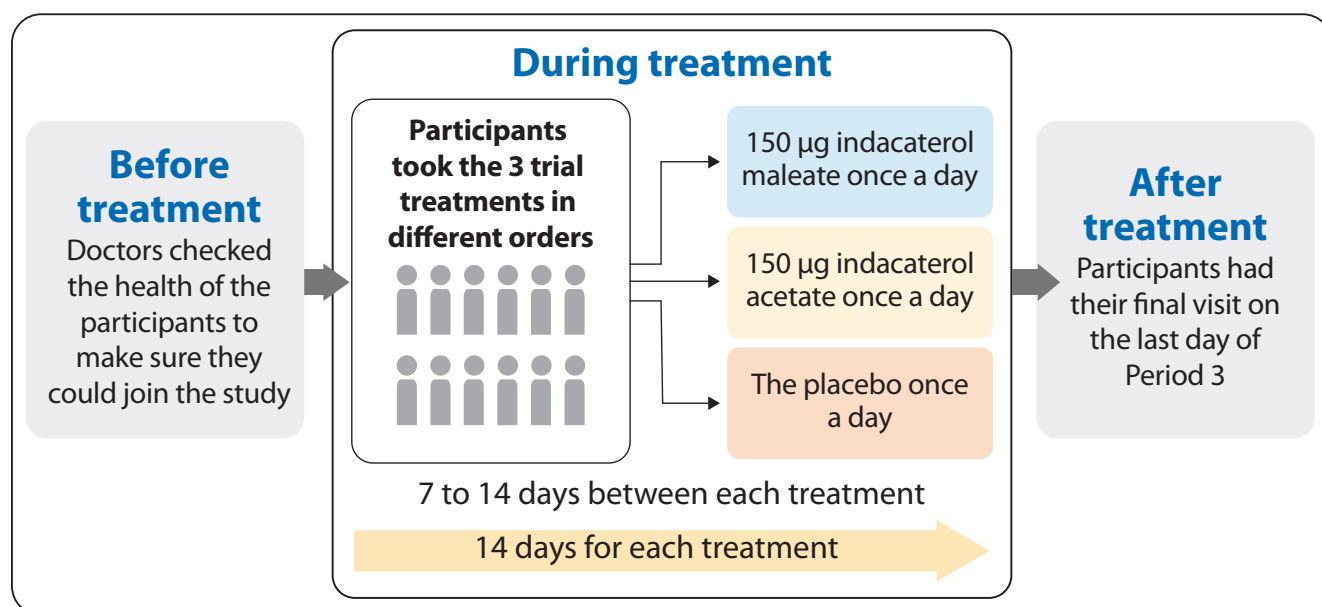 During treatment
Before
treatment
Doctors checked
the health of the
participants to
make sure they
could join the study
Participants
took the 3 trial
treatments in
different orders
150 µg indacaterol
maleate once a day
150 µg indacaterol
acetate once a day
The placebo once
a day
7 to 14 days between each treatment
14 days for each treatment
After
treatment
Participants had
their final visit on
the last day of
Period 3